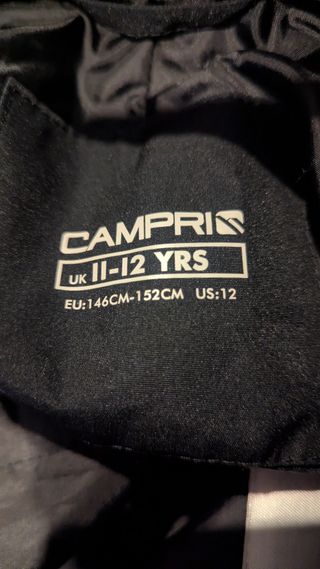 CAMPRI
UK 11-12 YRS
EU:146CM-152CM US:12